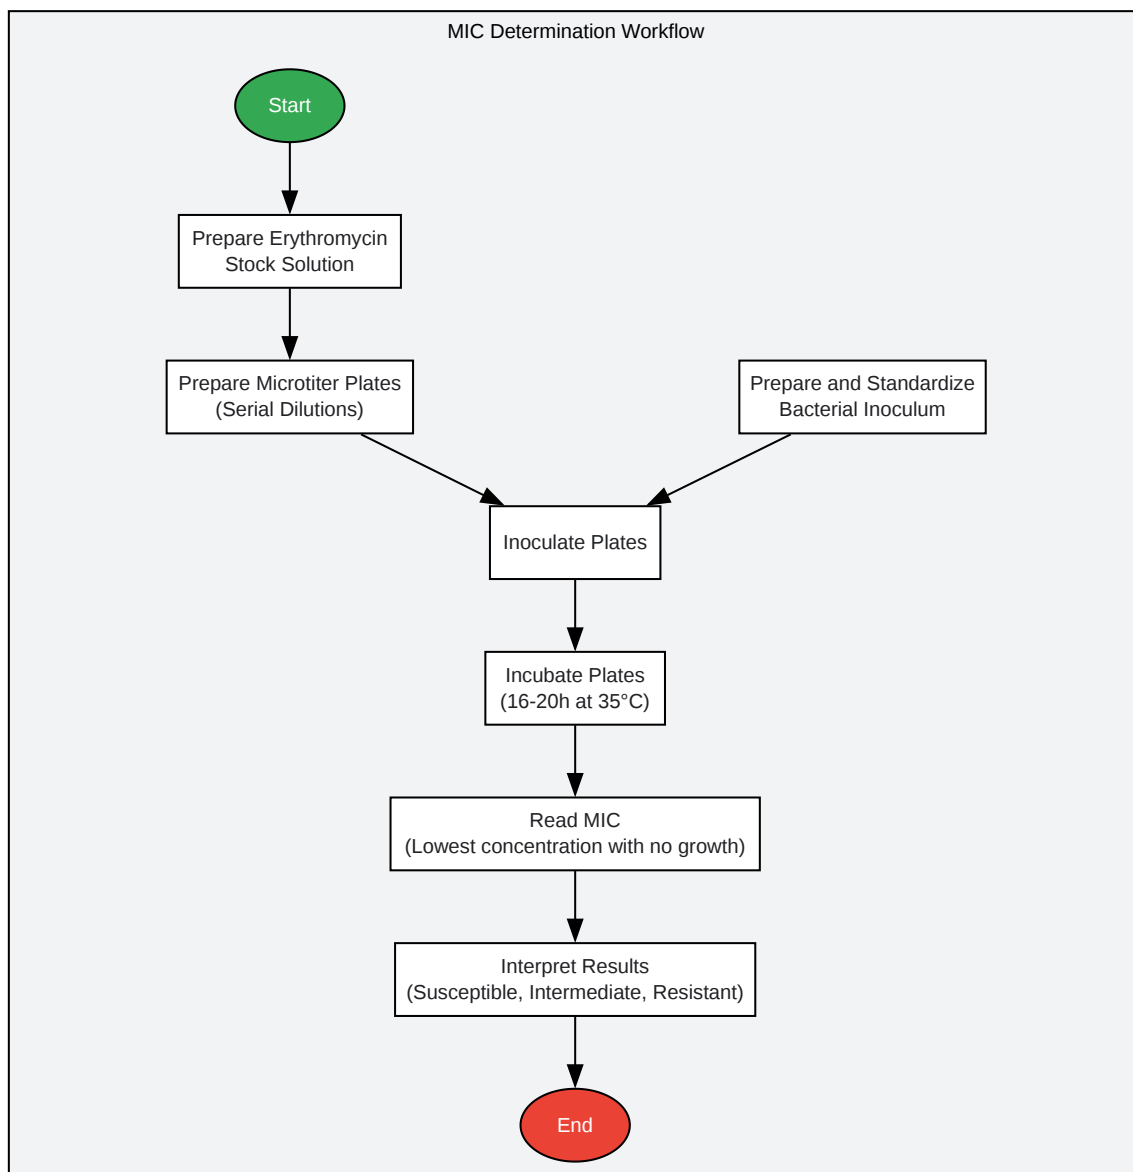 MIC Determination Workflow
Start
Prepare Erythromycin
Stock Solution
Prepare Microtiter Plates
(Serial Dilutions)
Prepare and Standardize
Bacterial Inoculum
Inoculate Plates
Incubate Plates
(16-20h at 35°C)
Read MIC
(Lowest concentration with no growth)
Interpret Results
(Susceptible, Intermediate, Resistant)
End